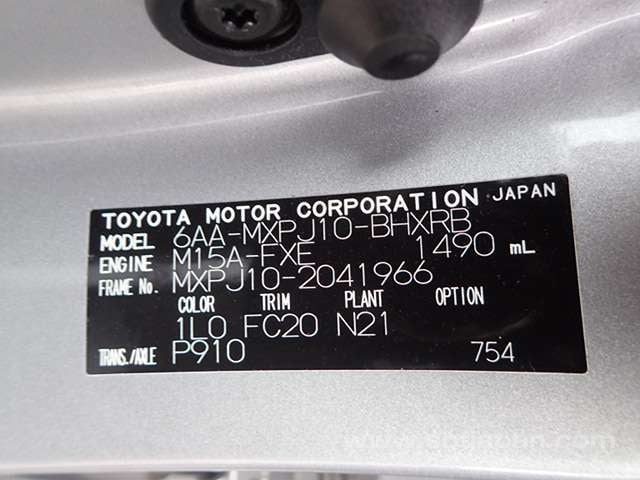 TOYOTA MOTOR CORPORATION JAPAN
MODEL 6AA-MXPJ10-BHXRB
ENGINE M15A-FXE 1490 mL
FRAME No. MXPJ10-2041966
COLOR TRIM PLANT OPTION
1L0 FC20 N21
TRANS./AXLE P910 754